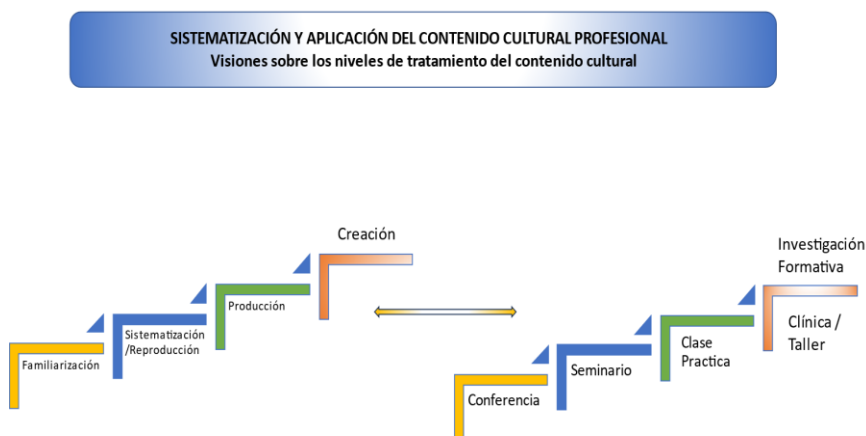 SISTEMATIZACIÓN Y APLICACIÓN DEL CONTENIDO CULTURAL PROFESIONAL
Visiones sobre los niveles de tratamiento del contenido cultural
Creación
Producción
Sistematización
/Reproducción
Familiarización
Investigación
Formativa
Clínica /
Taller
Clase
Practica
Seminario
Conferencia